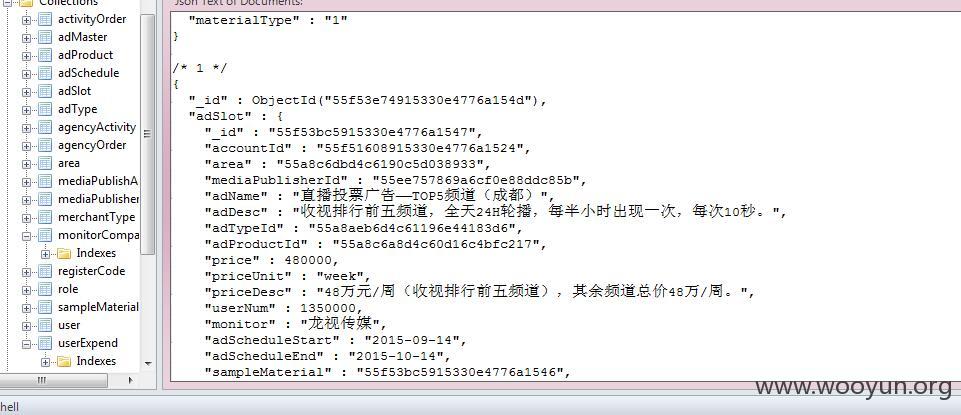 Collections
activityOrder
adMaster
adProduct
adSchedule
adSlot
adType
agencyActivity
agencyOrder
area
mediaPublishA
mediaPublisher
merchantType
monitorCompa
Indexes
registerCode
role
sampleMaterial
user
userExpend
Indexes
hell
Json Text of Documents:
"materialType" : "1"
}
/* 1 */
{
"_id" : ObjectId("55f53e74915330e4776a154d"),
"adSlot" : {
"_id" : "55f53bc5915330e4776a1547",
"accountId" : "55f51608915330e4776a1524",
"area" : "55a8c6dbd4c6190c5d038933",
"mediaPublisherId" : "55ee757869a6cf0e88ddc85b",
"adName" : "直播投票广告——TOP5频道（成都）",
"adDesc" : "收视排行前五频道，全天24H轮播，每半小时出现一次，每次10秒。",
"adTypeId" : "55a8aeb6d4c61196e44183d6",
"adProductId" : "55a8c6a8d4c60d16c4bfc217",
"price" : 480000,
"priceUnit" : "week",
"priceDesc" : "48万元/周（收视排行前五频道），其余频道总价48万/周。",
"userNum" : 1350000,
"monitor" : "龙视传媒",
"adScheduleStart" : "2015-09-14",
"adScheduleEnd" : "2015-10-14",
"sampleMaterial" : "55f53bc5915330e4776a1546",
www.wooyun.org